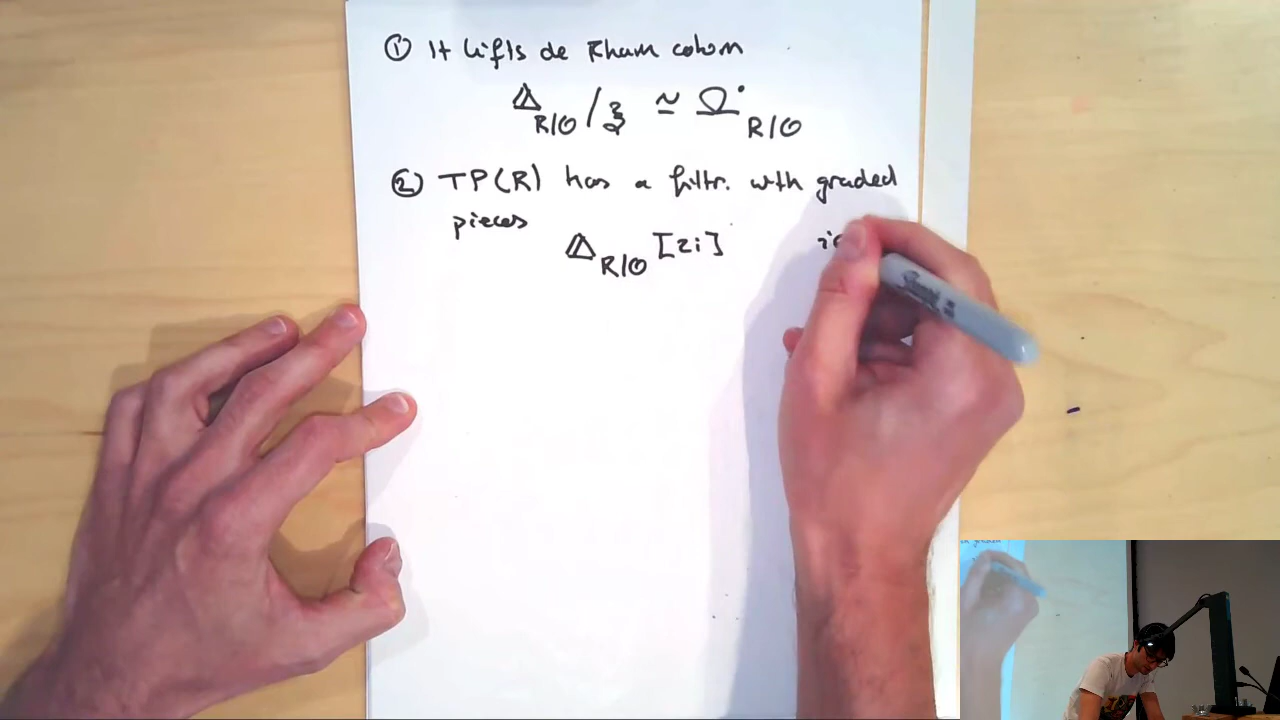 ① It lifts de Rham cohom
𝚫_{R/O} / ξ ≃ Ω^•_{R/O}
② TP(R) has a filtr. with graded
pieces
𝚫_{R/O} [2i] i